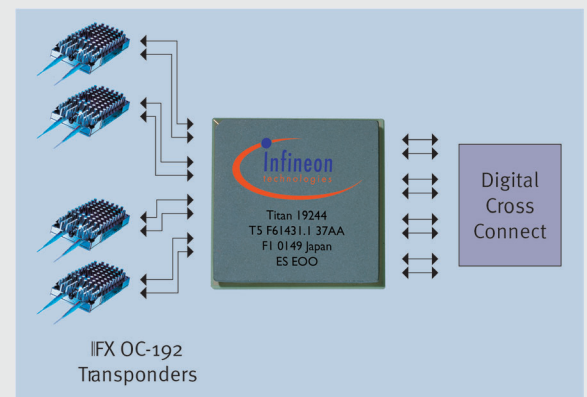 Infineon
technologies
Titan 19244
T5 F61431.1 37AA
F1 0149 Japan
ES EOO
Digital
Cross
Connect
IFX OC-192
Transponders